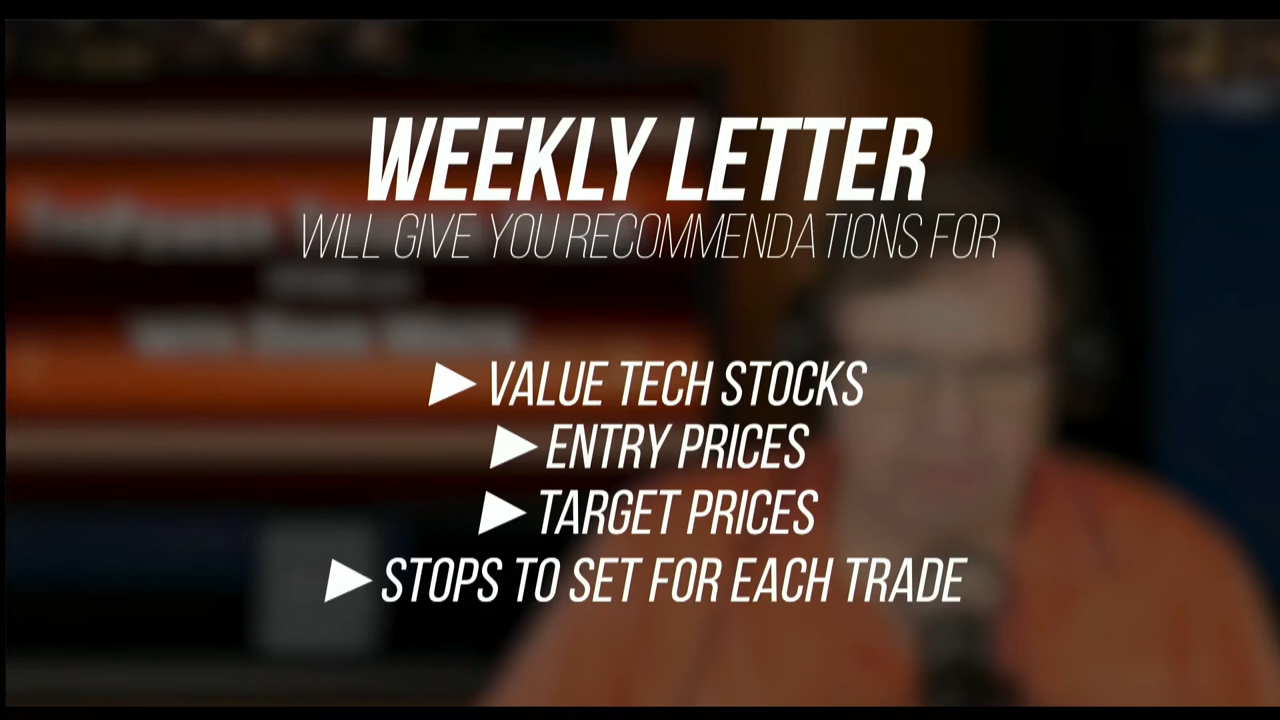 WEEKLY LETTER
WILL GIVE YOU RECOMMENDATIONS FOR
▶ VALUE TECH STOCKS
▶ ENTRY PRICES
▶ TARGET PRICES
▶ STOPS TO SET FOR EACH TRADE